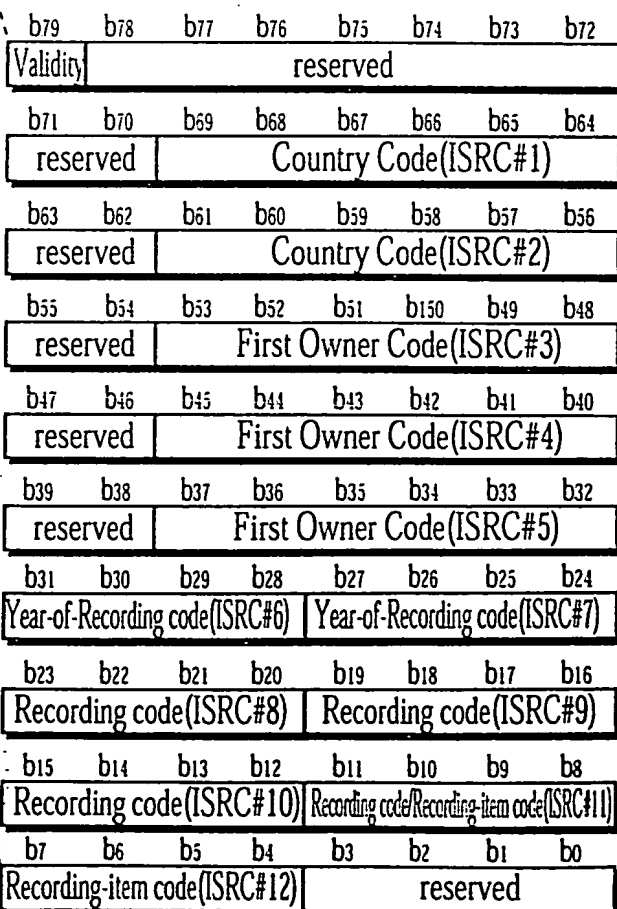 b79 b78 b77 b76 b75 b74 b73 b72
Validity reserved
b71 b70 b69 b68 b67 b66 b65 b64
reserved Country Code(ISRC#1)
b63 b62 b61 b60 b59 b58 b57 b56
reserved Country Code(ISRC#2)
b55 b54 b53 b52 b51 b150 b49 b48
reserved First Owner Code(ISRC#3)
b47 b46 b45 b44 b43 b42 b41 b40
reserved First Owner Code(ISRC#4)
b39 b38 b37 b36 b35 b34 b33 b32
reserved First Owner Code(ISRC#5)
b31 b30 b29 b28 b27 b26 b25 b24
Year-of-Recording code(ISRC#6) Year-of-Recording code(ISRC#7)
b23 b22 b21 b20 b19 b18 b17 b16
Recording code(ISRC#8) Recording code(ISRC#9)
b15 b14 b13 b12 b11 b10 b9 b8
Recording code(ISRC#10) Recording code/Recording-item code(ISRC#11)
b7 b6 b5 b4 b3 b2 b1 b0
Recording-item code(ISRC#12) reserved